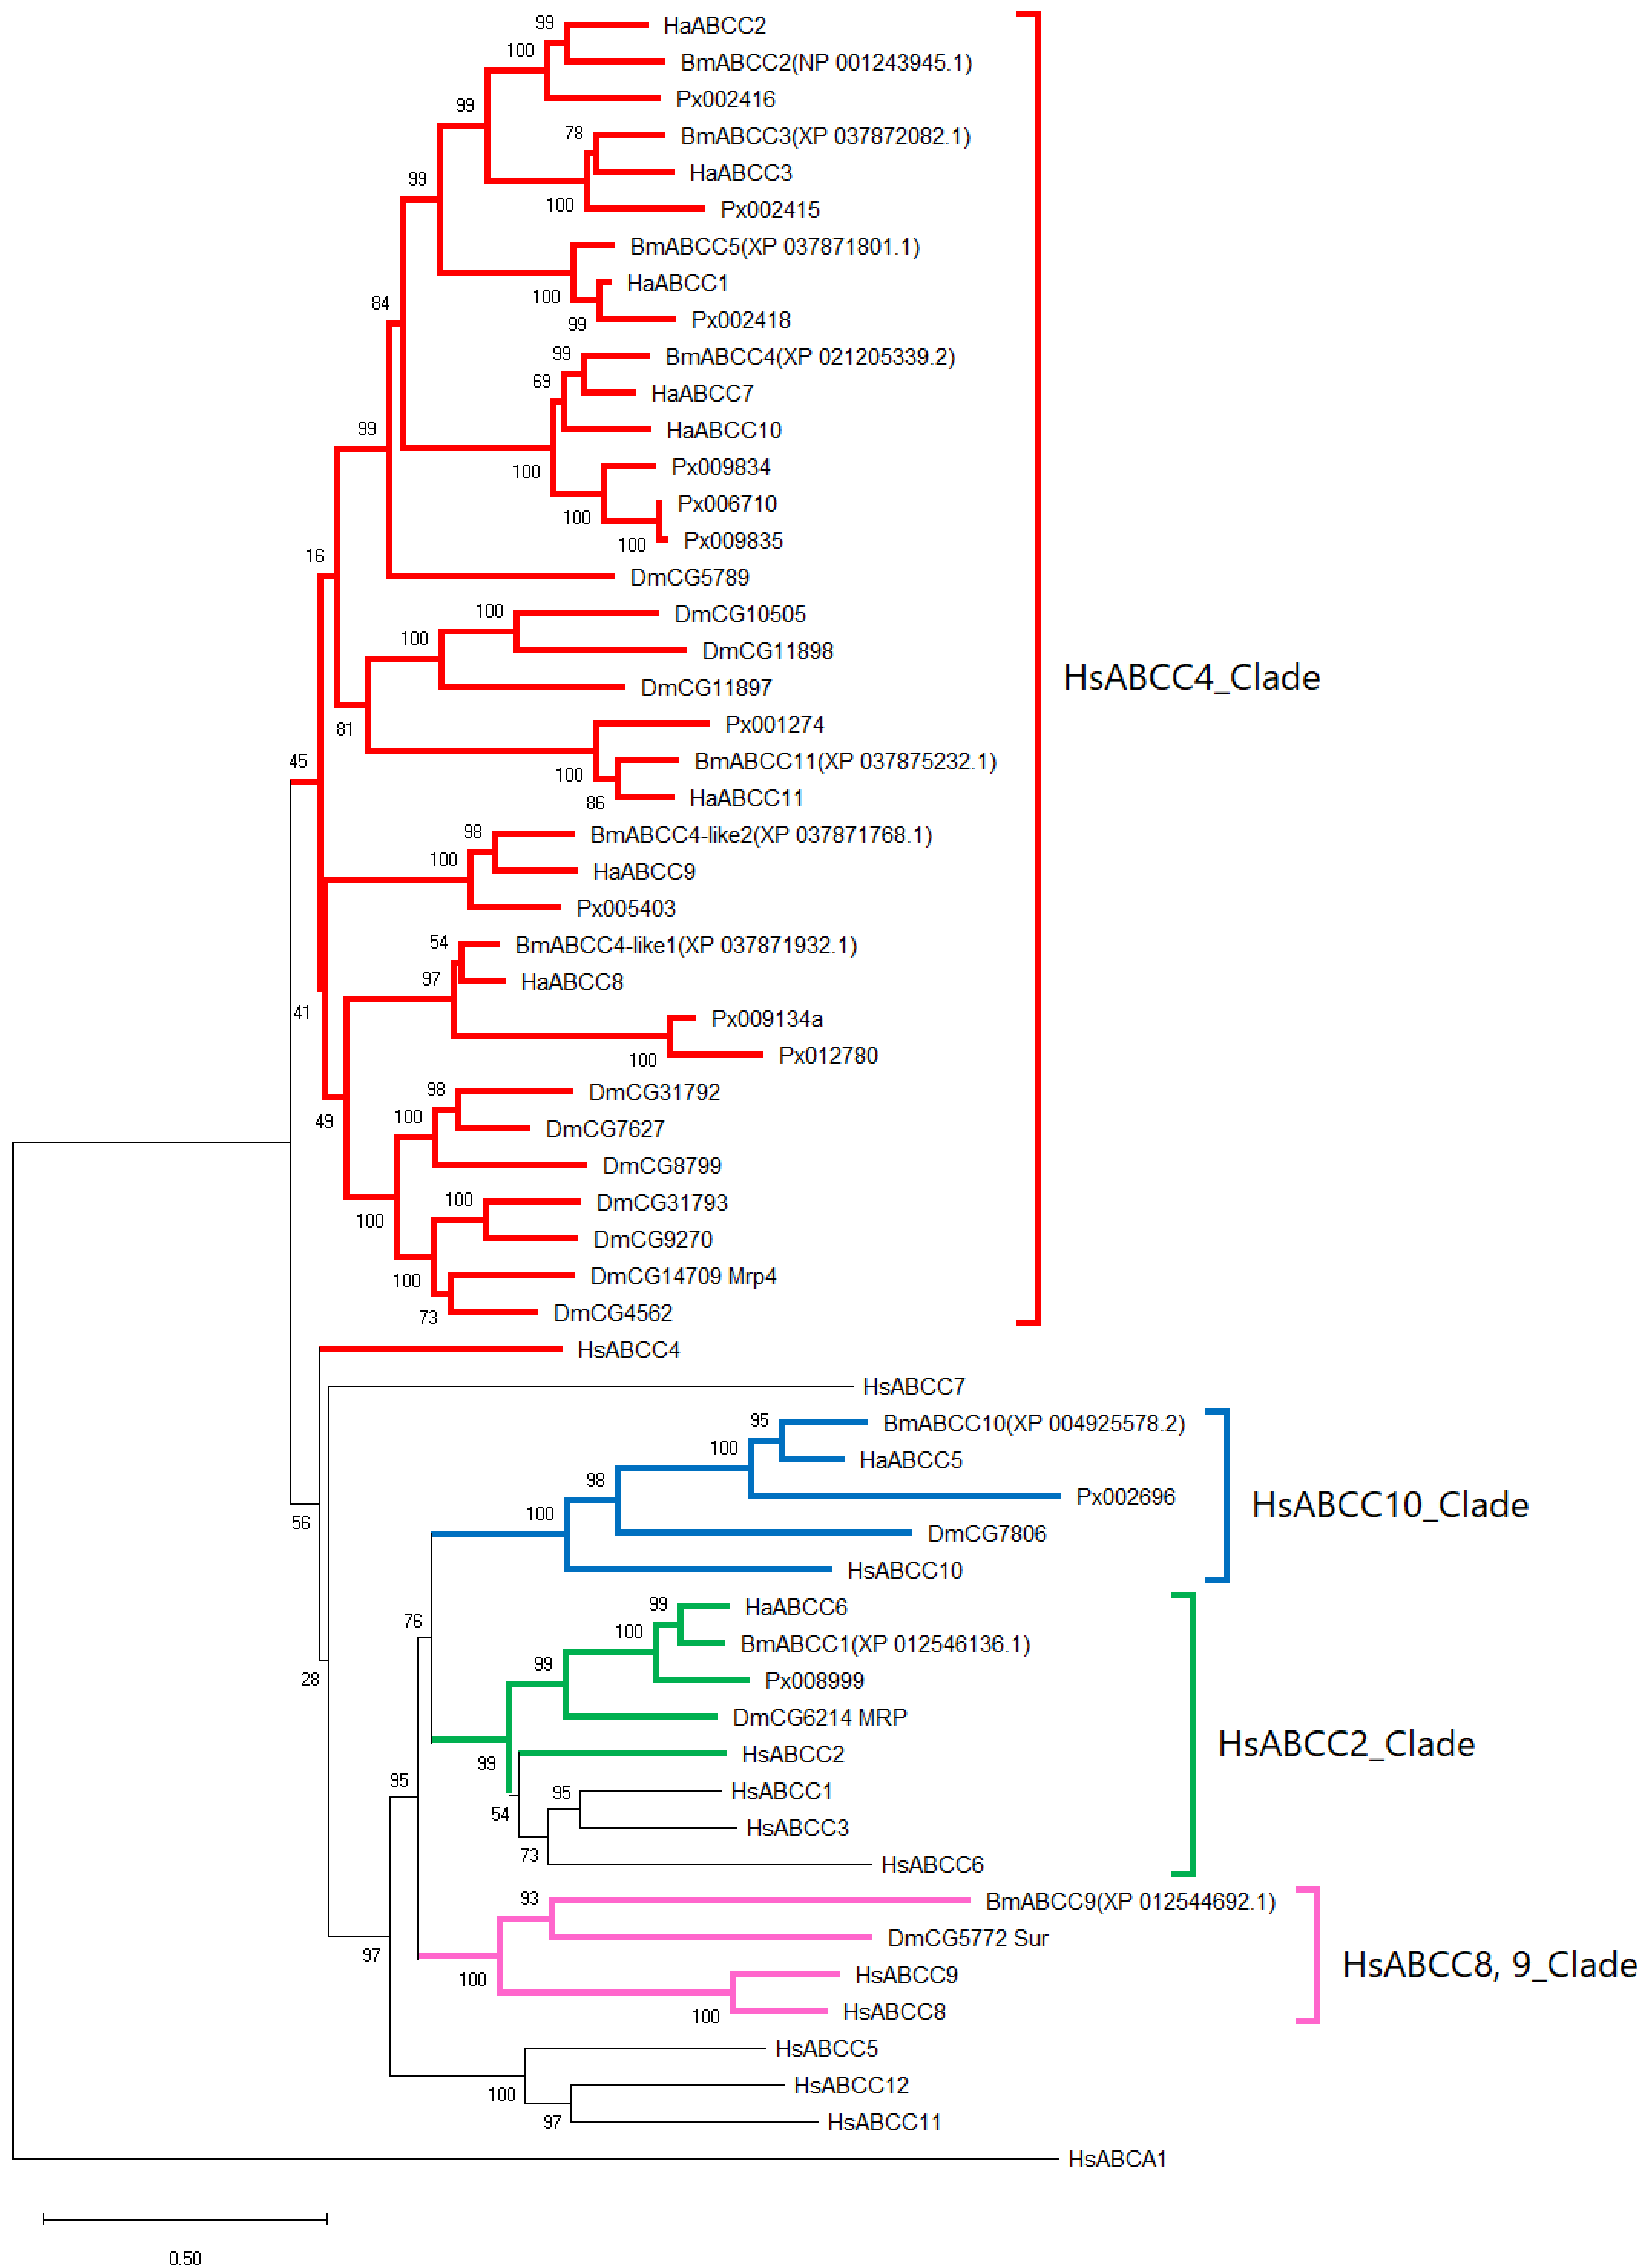 99
HaABCC2
100
BmABCC2(NP 001243945.1)
99
Px002416
78
BmABCC3(XP 037872082.1)
99
HaABCC3
100
Px002415
BmABCC5(XP 037871801.1)
84
100
HaABCC1
99
Px002418
99
BmABCC4(XP 021205339.2)
69
HaABCC7
99
HaABCC10
100
Px009834
100
Px006710
100
Px009835
16
DmCG5789
100
DmCG10505
100
DmCG11898
HsABCC4_Clade
DmCG11897
81
Px001274
45
100
BmABCC11(XP 037875232.1)
86
HaABCC11
98
BmABCC4-like2(XP 037871768.1)
100
HaABCC9
Px005403
54
BmABCC4-like1(XP 037871932.1)
97
HaABCC8
41
Px009134a
100
Px012780
98
DmCG31792
49
100
DmCG7627
DmCG8799
100
DmCG31793
100
DmCG9270
100
DmCG14709 Mrp4
73
DmCG4562
HsABCC4
HsABCC7
95
BmABCC10(XP 004925578.2)
100
HaABCC5
98
Px002696
HsABCC10_Clade
56
100
DmCG7806
HsABCC10
99
HaABCC6
76
100
BmABCC1(XP 012546136.1)
28
99
Px008999
DmCG6214 MRP
HsABCC2_Clade
99
HsABCC2
95
95
HsABCC1
54
HsABCC3
73
HsABCC6
93
BmABCC9(XP 012544692.1)
DmCG5772 Sur
97
100
HsABCC9
HsABCC8, 9_Clade
100
HsABCC8
HsABCC5
100
HsABCC12
97
HsABCC11
HsABCA1
0.50